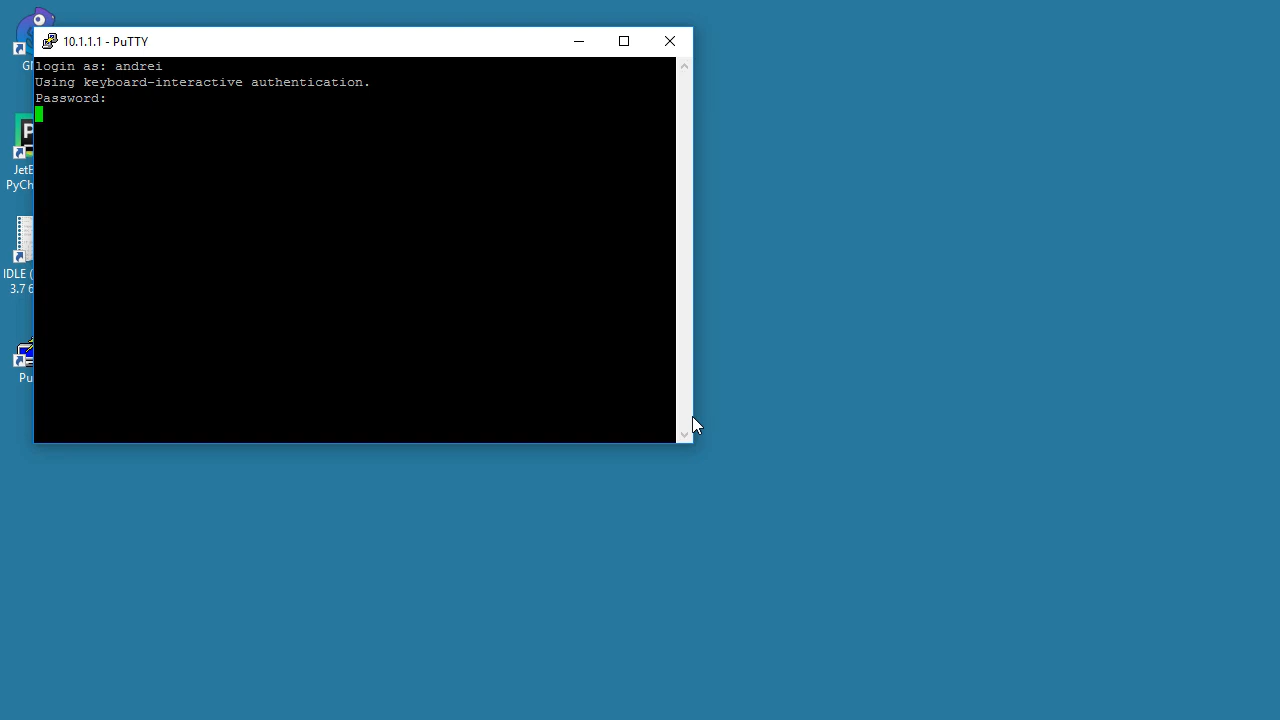 10.1.1.1 - PuTTY
login as: andrei
Using keyboard-interactive authentication.
Password:
JetB
PyCh
IDLE (
3.7 6
Pu